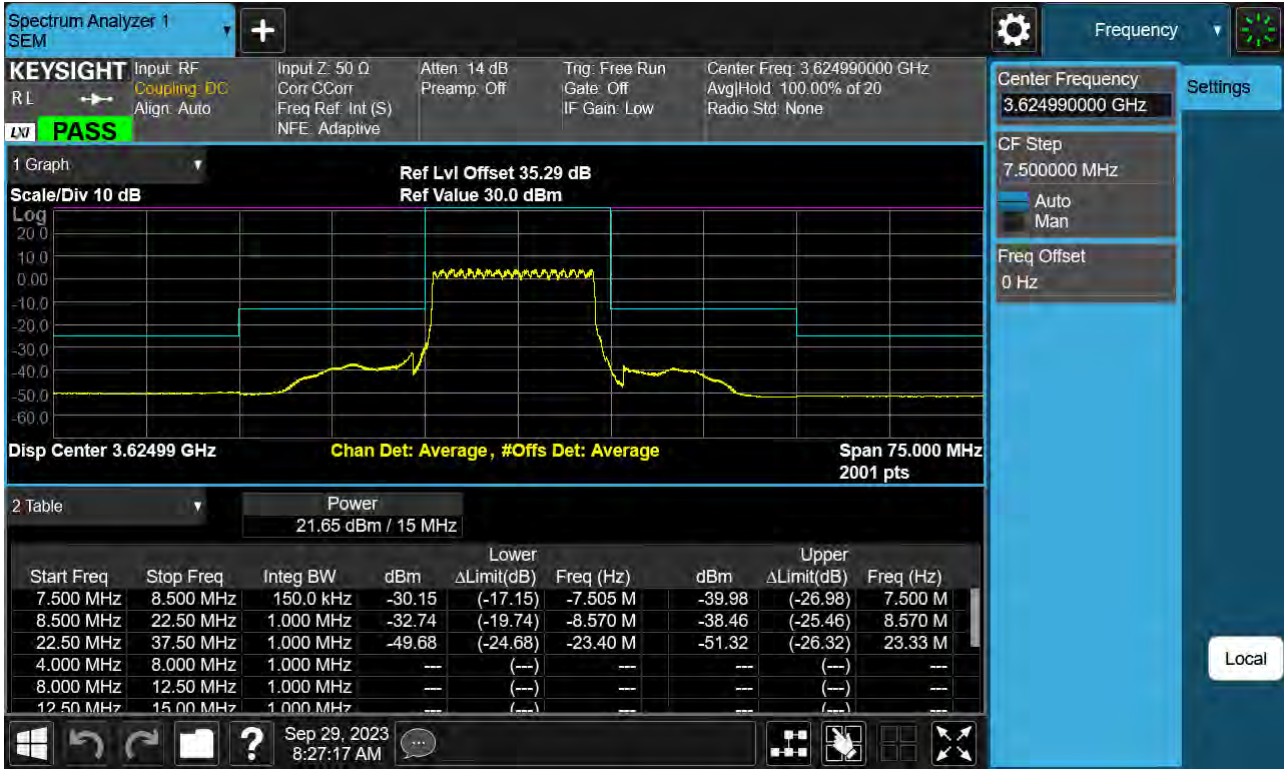 Spectrum Analyzer 1
SEM
Frequency
KEYSIGHT
R L
LXI
PASS
Input: RF
Coupling: DC
Align: Auto
Input Z: 50 Ω
Corr CCorr
Freq Ref: Int (S)
NFE: Adaptive
Atten: 14 dB
Preamp: Off
Trig: Free Run
Gate: Off
IF Gain: Low
Center Freq: 3.624990000 GHz
Avg|Hold: 100.00% of 20
Radio Std: None
Center Frequency
3.624990000 GHz
Settings
CF Step
7.500000 MHz
Auto
Man
Freq Offset
0 Hz
Local
1 Graph
Scale/Div 10 dB
Ref Lvl Offset 35.29 dB
Ref Value 30.0 dBm
Log
20.0
10.0
0.00
-10.0
-20.0
-30.0
-40.0
-50.0
-60.0
Disp Center 3.62499 GHz
Chan Det: Average , #Offs Det: Average
Span 75.000 MHz
2001 pts
2 Table
Power
21.65 dBm / 15 MHz
Lower Upper
Start Freq Stop Freq Integ BW dBm ΔLimit(dB) Freq (Hz) dBm ΔLimit(dB) Freq (Hz)
7.500 MHz 8.500 MHz 150.0 kHz -30.15 (-17.15) -7.505 M -39.98 (-26.98) 7.500 M
8.500 MHz 22.50 MHz 1.000 MHz -32.74 (-19.74) -8.570 M -38.46 (-25.46) 8.570 M
22.50 MHz 37.50 MHz 1.000 MHz -49.68 (-24.68) -23.40 M -51.32 (-26.32) 23.33 M
4.000 MHz 8.000 MHz 1.000 MHz --- (---) --- --- (---) ---
8.000 MHz 12.50 MHz 1.000 MHz --- (---) --- --- (---) ---
12.50 MHz 15.00 MHz 1.000 MHz --- (---) --- --- (---) ---
Sep 29, 2023
8:27:17 AM